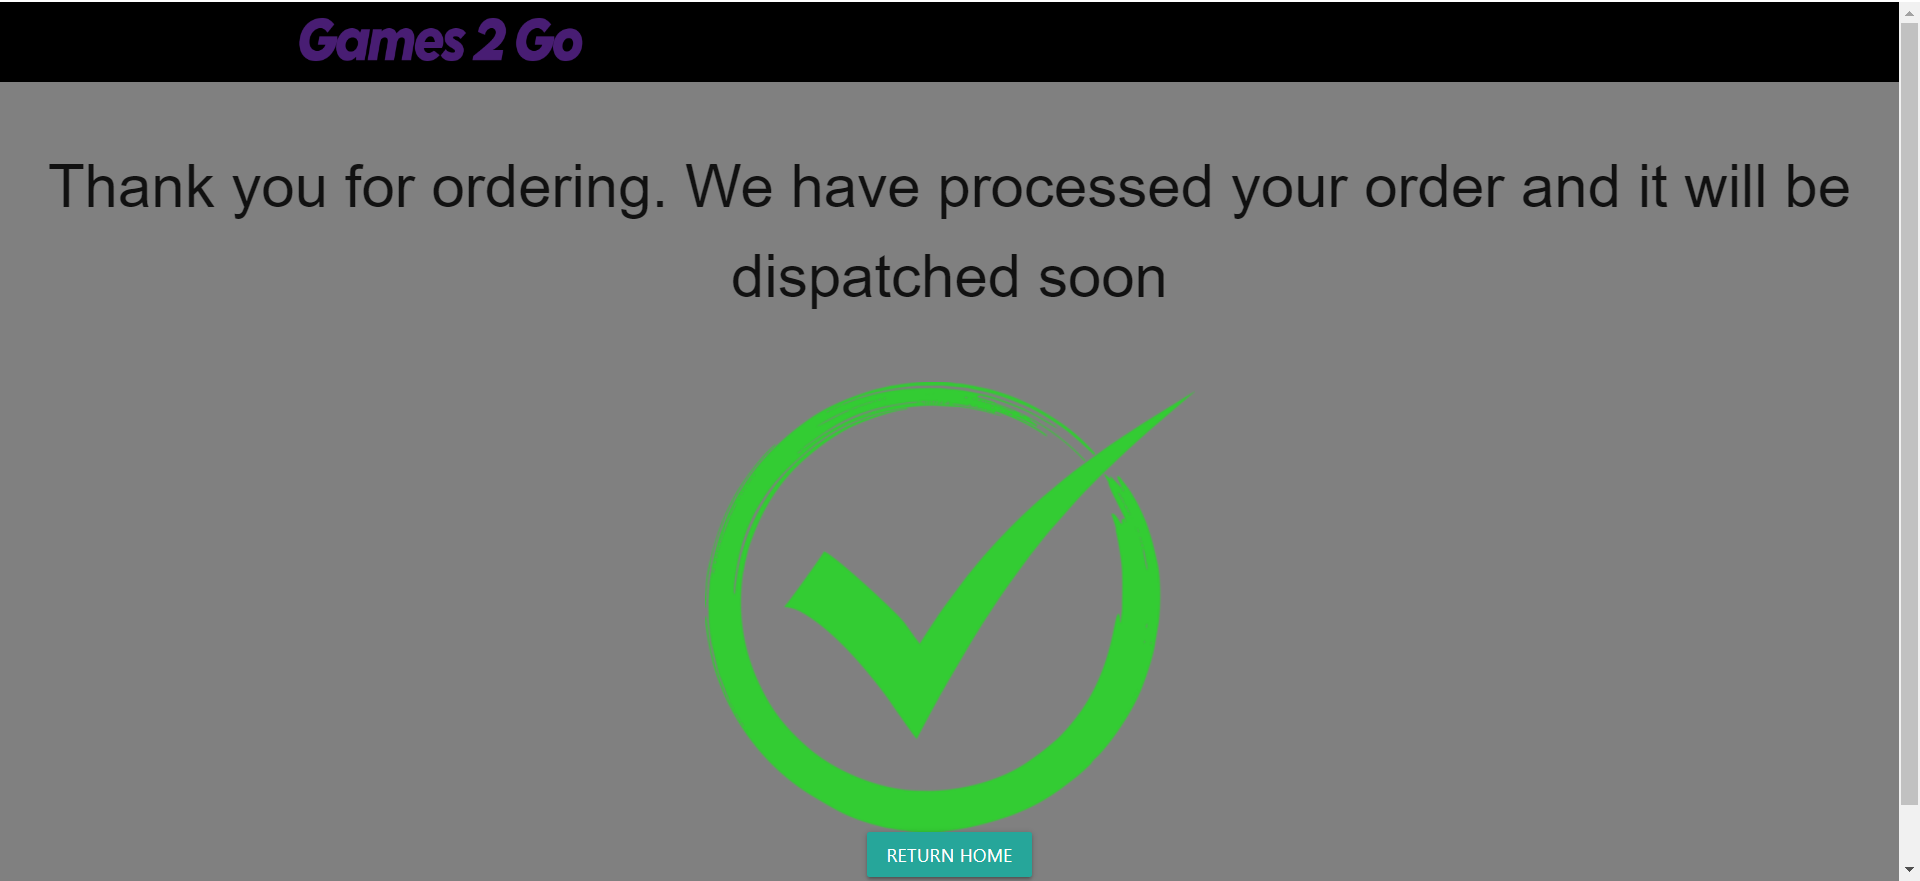 Games 2 Go
Thank you for ordering. We have processed your order and it will be
dispatched soon
RETURN HOME